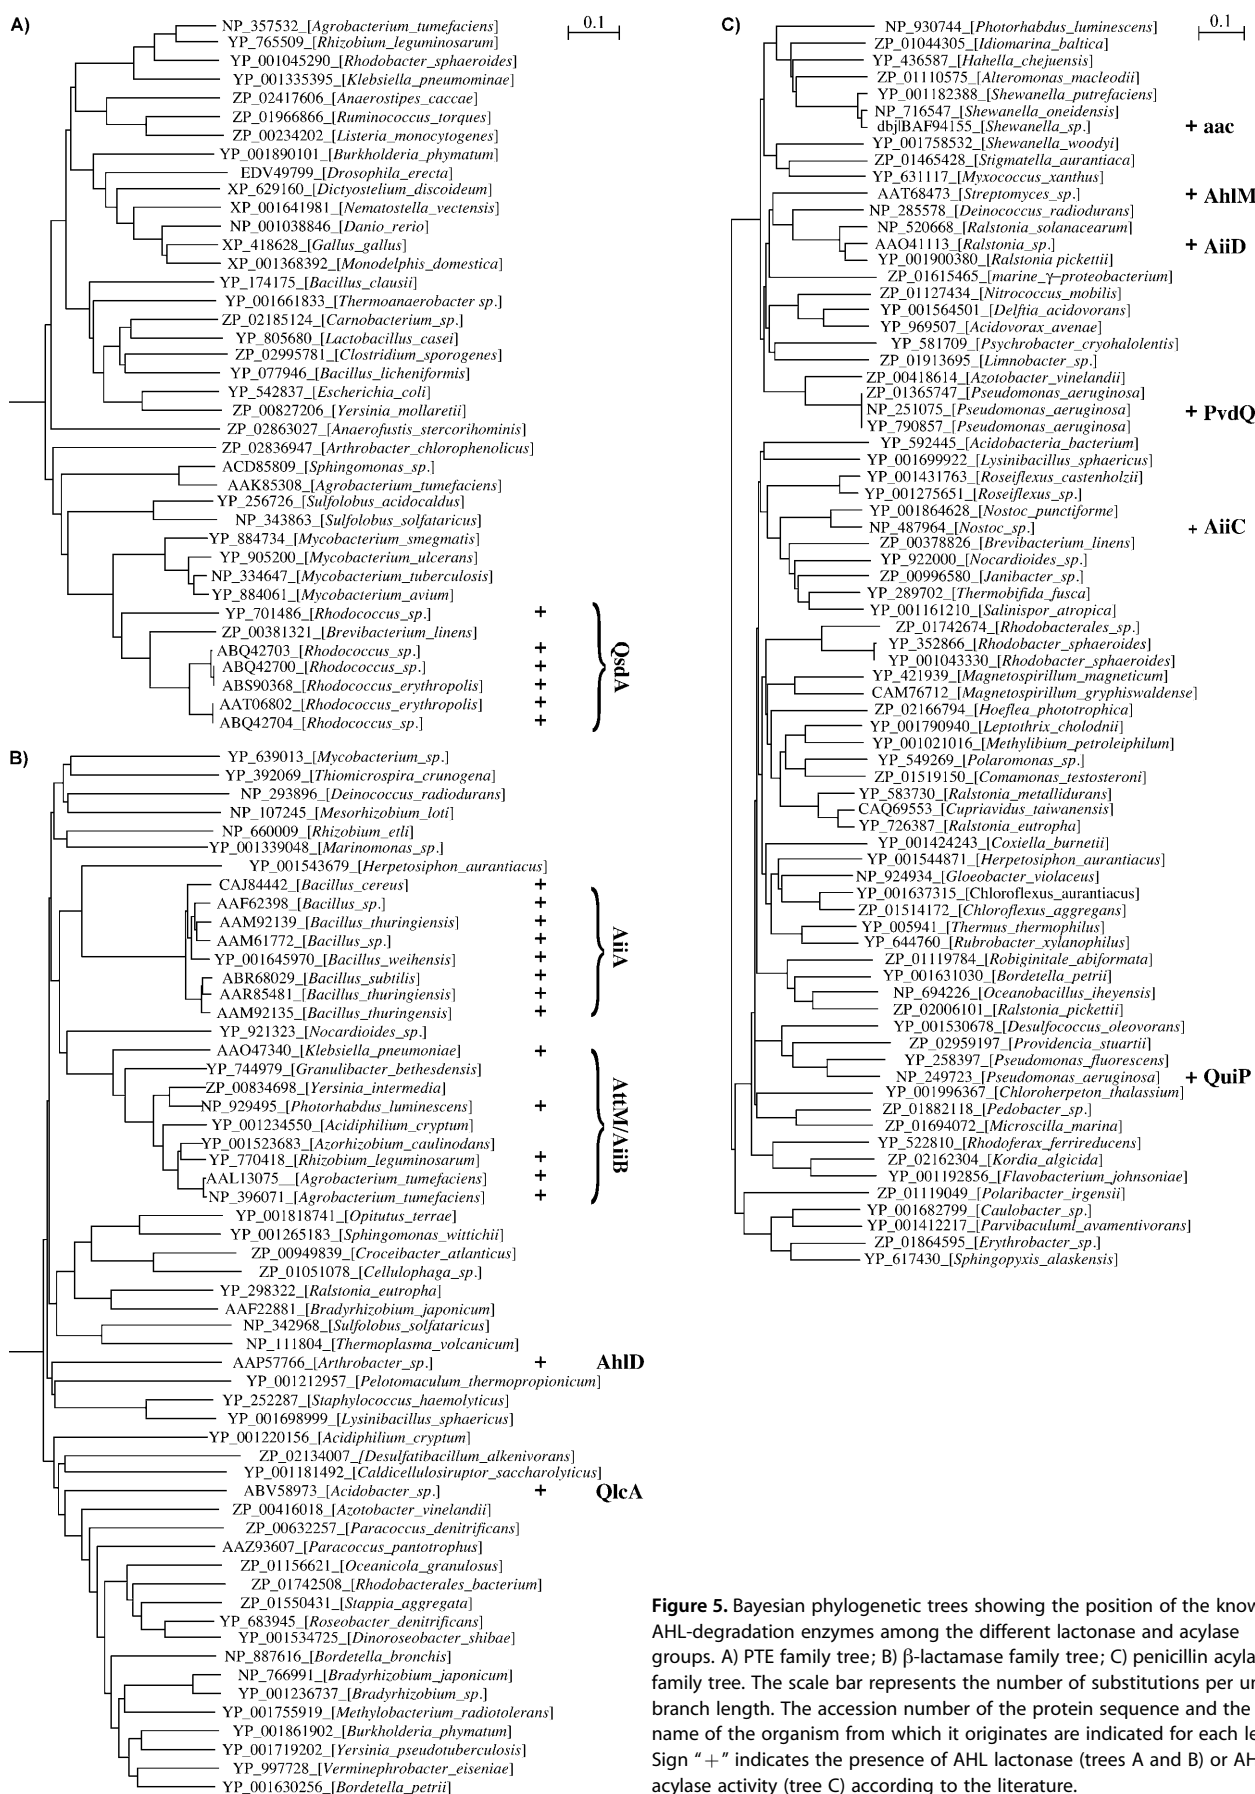 A)
0.1
NP_357532_[Agrobacterium_tumefaciens]
YP_765509_[Rhizobium_leguminosarum]
YP_001045290_[Rhodobacter_sphaeroides]
YP_001335395_[Klebsiella_pneumominae]
ZP_02417606_[Anaerostipes_caccae]
ZP_01966866_[Ruminococcus_torques]
ZP_00234202_[Listeria_monocytogenes]
YP_001890101_[Burkholderia_phymatum]
EDV49799_[Drosophila_erecta]
XP_629160_[Dictyostelium_discoideum]
XP_001641981_[Nematostella_vectensis]
NP_001038846_[Danio_rerio]
XP_418628_[Gallus_gallus]
XP_001368392_[Monodelphis_domestica]
YP_174175_[Bacillus_clausii]
YP_001661833_[Thermoanaerobacter sp.]
ZP_02185124_[Carnobacterium_sp.]
YP_805680_[Lactobacillus_casei]
ZP_02995781_[Clostridium_sporogenes]
YP_077946_[Bacillus_licheniformis]
YP_542837_[Escherichia_coli]
ZP_00827206_[Yersinia_mollaretii]
ZP_02863027_[Anaerofustis_stercorihominis]
ZP_02836947_[Arthrobacter_chlorophenolicus]
ACD85809_[Sphingomonas_sp.]
AAK85308_[Agrobacterium_tumefaciens]
YP_256726_[Sulfolobus_acidocaldus]
NP_343863_[Sulfolobus_solfataricus]
YP_884734_[Mycobacterium_smegmatis]
YP_905200_[Mycobacterium_ulcerans]
NP_334647_[Mycobacterium_tuberculosis]
YP_884061_[Mycobacterium_avium]
YP_701486_[Rhodococcus_sp.] +
ZP_00381321_[Brevibacterium_linens]
ABQ42703_[Rhodococcus_sp.] +
ABQ42700_[Rhodococcus_sp.] +
ABS90368_[Rhodococcus_erythropolis] +
AAT06802_[Rhodococcus_erythropolis] +
ABQ42704_[Rhodococcus_sp.] +
QsdA
B)
YP_639013_[Mycobacterium_sp.]
YP_392069_[Thiomicrospira_crunogena]
NP_293896_[Deinococcus_radiodurans]
NP_107245_[Mesorhizobium_loti]
NP_660009_[Rhizobium_etli]
YP_001339048_[Marinomonas_sp.]
YP_001543679_[Herpetosiphon_aurantiacus]
CAJ84442_[Bacillus_cereus] +
AAF62398_[Bacillus_sp.] +
AAM92139_[Bacillus_thuringiensis] +
AAM61772_[Bacillus_sp.] +
YP_001645970_[Bacillus_weihensis] +
ABR68029_[Bacillus_subtilis] +
AAR85481_[Bacillus_thuringiensis] +
AAM92135_[Bacillus_thuringensis] +
AiiA
YP_921323_[Nocardioides_sp.]
AAO47340_[Klebsiella_pneumoniae] +
YP_744979_[Granulibacter_bethesdensis]
ZP_00834698_[Yersinia_intermedia]
NP_929495_[Photorhabdus_luminescens] +
YP_001234550_[Acidiphilium_cryptum]
YP_001523683_[Azorhizobium_caulinodans]
YP_770418_[Rhizobium_leguminosarum] +
AAL13075__[Agrobacterium_tumefaciens] +
NP_396071_[Agrobacterium_tumefaciens] +
AttM/AiiB
YP_001818741_[Opitutus_terrae]
YP_001265183_[Sphingomonas_wittichii]
ZP_00949839_[Croceibacter_atlanticus]
ZP_01051078_[Cellulophaga_sp.]
YP_298322_[Ralstonia_eutropha]
AAF22881_[Bradyrhizobium_japonicum]
NP_342968_[Sulfolobus_solfataricus]
NP_111804_[Thermoplasma_volcanicum]
AAP57766_[Arthrobacter_sp.] + AhlD
YP_001212957_[Pelotomaculum_thermopropionicum]
YP_252287_[Staphylococcus_haemolyticus]
YP_001698999_[Lysinibacillus_sphaericus]
YP_001220156_[Acidiphilium_cryptum]
ZP_02134007_[Desulfatibacillum_alkenivorans]
YP_001181492_[Caldicellulosiruptor_saccharolyticus]
ABV58973_[Acidobacter_sp.] + QlcA
ZP_00416018_[Azotobacter_vinelandii]
ZP_00632257_[Paracoccus_denitrificans]
AAZ93607_[Paracoccus_pantotrophus]
ZP_01156621_[Oceanicola_granulosus]
ZP_01742508_[Rhodobacterales_bacterium]
ZP_01550431_[Stappia_aggregata]
YP_683945_[Roseobacter_denitrificans]
YP_001534725_[Dinoroseobacter_shibae]
NP_887616_[Bordetella_bronchis]
NP_766991_[Bradyrhizobium_japonicum]
YP_001236737_[Bradyrhizobium_sp.]
YP_001755919_[Methylobacterium_radiotolerans]
YP_001861902_[Burkholderia_phymatum]
YP_001719202_[Yersinia_pseudotuberculosis]
YP_997728_[Verminephrobacter_eiseniae]
YP_001630256_[Bordetella_petrii]
C)
0.1
NP_930744_[Photorhabdus_luminescens]
ZP_01044305_[Idiomarina_baltica]
YP_436587_[Hahella_chejuensis]
ZP_01110575_[Alteromonas_macleodii]
YP_001182388_[Shewanella_putrefaciens]
NP_716547_[Shewanella_oneidensis]
dbj|BAF94155_[Shewanella_sp.] + aac
YP_001758532_[Shewanella_woodyi]
ZP_01465428_[Stigmatella_aurantiaca]
YP_631117_[Myxococcus_xanthus]
AAT68473_[Streptomyces_sp.] + AhlM
NP_285578_[Deinococcus_radiodurans]
NP_520668_[Ralstonia_solanacearum]
AAO41113_[Ralstonia_sp.] + AiiD
YP_001900380_[Ralstonia pickettii]
ZP_01615465_[marine_γ-proteobacterium]
ZP_01127434_[Nitrococcus_mobilis]
YP_001564501_[Delftia_acidovorans]
YP_969507_[Acidovorax_avenae]
YP_581709_[Psychrobacter_cryohalolentis]
ZP_01913695_[Limnobacter_sp.]
ZP_00418614_[Azotobacter_vinelandii]
ZP_01365747_[Pseudomonas_aeruginosa]
NP_251075_[Pseudomonas_aeruginosa] + PvdQ
YP_790857_[Pseudomonas_aeruginosa]
YP_592445_[Acidobacteria_bacterium]
YP_001699922_[Lysinibacillus_sphaericus]
YP_001431763_[Roseiflexus_castenholzii]
YP_001275651_[Roseiflexus_sp.]
YP_001864628_[Nostoc_punctiforme]
NP_487964_[Nostoc_sp.] + AiiC
ZP_00378826_[Brevibacterium_linens]
YP_922000_[Nocardioides_sp.]
ZP_00996580_[Janibacter_sp.]
YP_289702_[Thermobifida_fusca]
YP_001161210_[Salinispor_atropica]
ZP_01742674_[Rhodobacterales_sp.]
YP_352866_[Rhodobacter_sphaeroides]
YP_001043330_[Rhodobacter_sphaeroides]
YP_421939_[Magnetospirillum_magneticum]
CAM76712_[Magnetospirillum_gryphiswaldense]
ZP_02166794_[Hoeflea_phototrophica]
YP_001790940_[Leptothrix_cholodnii]
YP_001021016_[Methylibium_petroleiphilum]
YP_549269_[Polaromonas_sp.]
ZP_01519150_[Comamonas_testosteroni]
YP_583730_[Ralstonia_metallidurans]
CAQ69553_[Cupriavidus_taiwanensis]
YP_726387_[Ralstonia_eutropha]
YP_001424243_[Coxiella_burnetii]
YP_001544871_[Herpetosiphon_aurantiacus]
NP_924934_[Gloeobacter_violaceus]
YP_001637315_[Chloroflexus_aurantiacus]
ZP_01514172_[Chloroflexus_aggregans]
YP_005941_[Thermus_thermophilus]
YP_644760_[Rubrobacter_xylanophilus]
ZP_01119784_[Robiginitale_abiformata]
YP_001631030_[Bordetella_petrii]
NP_694226_[Oceanobacillus_iheyensis]
ZP_02006101_[Ralstonia_pickettii]
YP_001530678_[Desulfococcus_oleovorans]
ZP_02959197_[Providencia_stuartii]
YP_258397_[Pseudomonas_fluorescens]
NP_249723_[Pseudomonas_aeruginosa] + QuiP
YP_001996367_[Chloroherpeton_thalassium]
ZP_01882118_[Pedobacter_sp.]
ZP_01694072_[Microscilla_marina]
YP_522810_[Rhodoferax_ferrireducens]
ZP_02162304_[Kordia_algicida]
YP_001192856_[Flavobacterium_johnsoniae]
ZP_01119049_[Polaribacter_irgensii]
YP_001682799_[Caulobacter_sp.]
YP_001412217_[Parvibaculuml_avamentivorans]
ZP_01864595_[Erythrobacter_sp.]
YP_617430_[Sphingopyxis_alaskensis]
Figure 5. Bayesian phylogenetic trees showing the position of the know
AHL-degradation enzymes among the different lactonase and acylase
groups. A) PTE family tree; B) β-lactamase family tree; C) penicillin acyla
family tree. The scale bar represents the number of substitutions per un
branch length. The accession number of the protein sequence and the
name of the organism from which it originates are indicated for each le
Sign “+” indicates the presence of AHL lactonase (trees A and B) or AH
acylase activity (tree C) according to the literature.